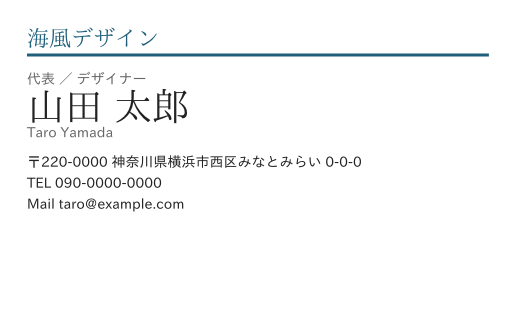 海風デザイン
代表 ／ デザイナー
山田 太郎
Taro Yamada
〒220-0000 神奈川県横浜市西区みなとみらい 0-0-0
TEL 090-0000-0000
Mail taro@example.com